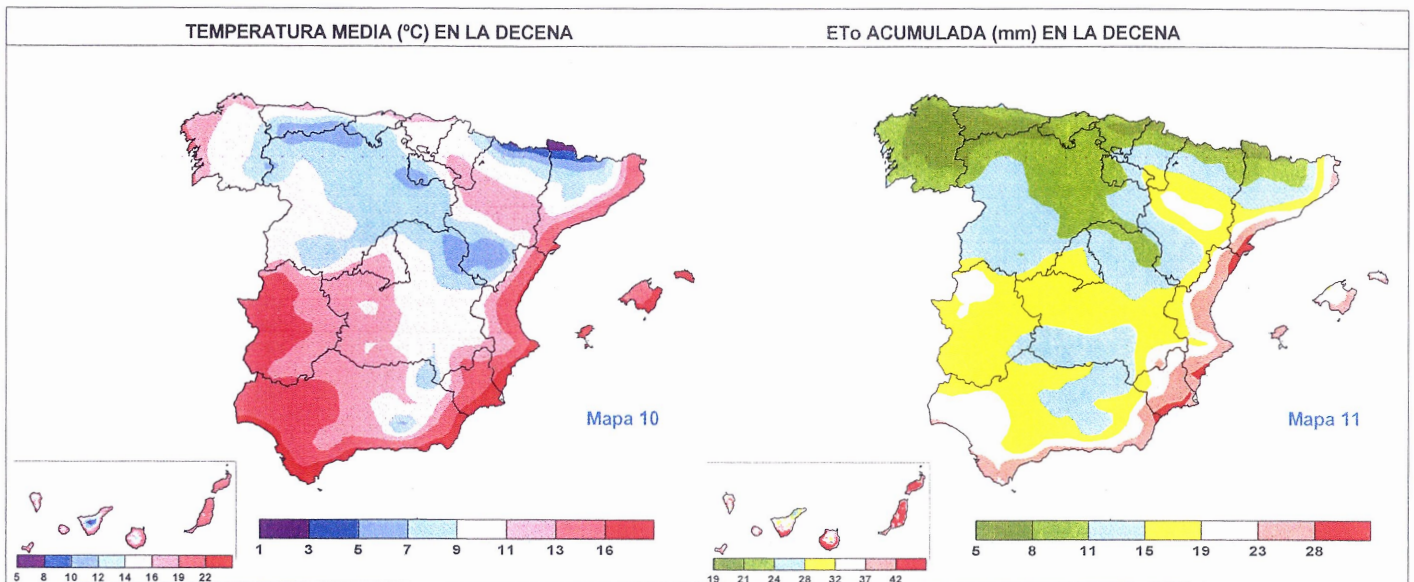 TEMPERATURA MEDIA (ºC) EN LA DECENA
ETo ACUMULADA (mm) EN LA DECENA
Mapa 10
Mapa 11
1 3 5 7 9 11 13 16
5 8 10 12 14 16 19 22
5 8 11 15 19 23 28
19 21 24 28 32 37 42